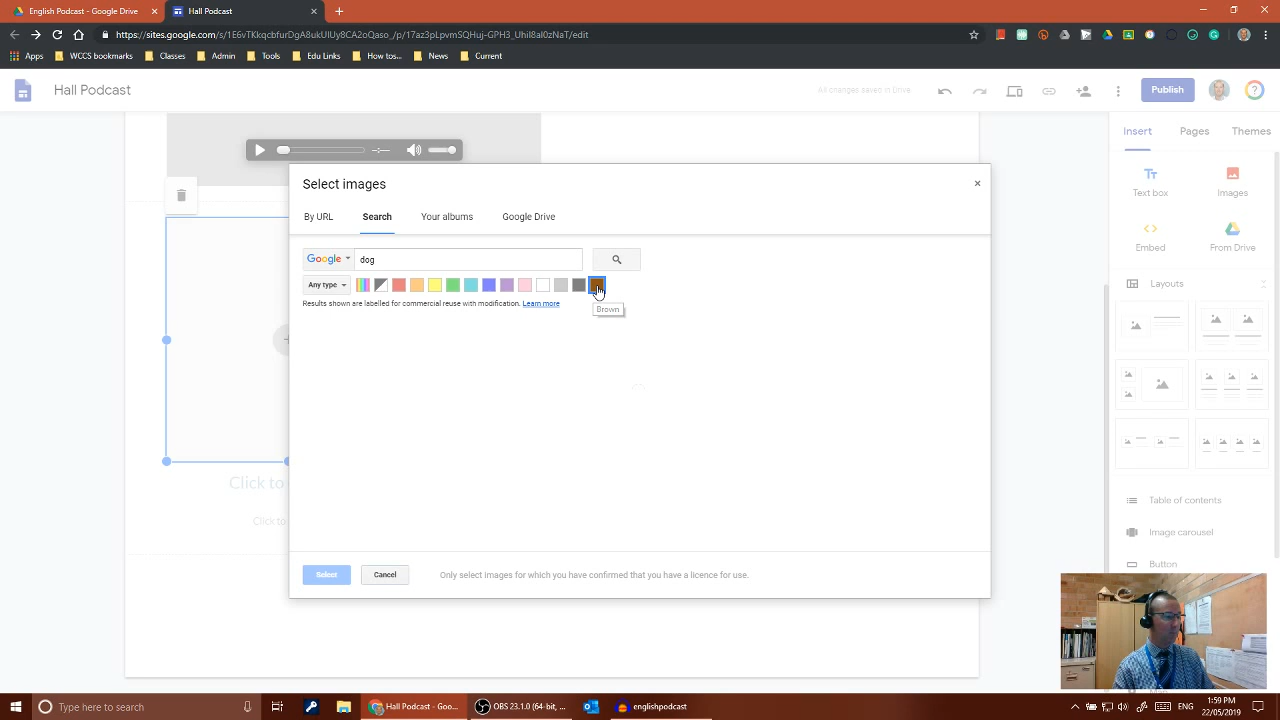 English Podcast - Google Drive
Hall Podcast
https://sites.google.com/s/1E6vTKkqcbfurDgA8ukUIUy8CA2oQaso_/p/17az3pLpvmSQHuj-GPH3_Uhil8al0zNaT/edit
Apps
WCCS bookmarks
Classes
Admin
Tools
Edu Links
How tos...
News
Current
Hall Podcast
All changes saved in Drive
Publish
Insert
Pages
Themes
Select images
By URL
Search
Your albums
Google Drive
Google
dog
Any type
Results shown are labelled for commercial reuse with modification. Learn more
Brown
Select
Cancel
Only select images for which you have confirmed that you have a licence for use.
Click to
Click to
Text box
Images
Embed
From Drive
Layouts
Table of contents
Image carousel
Button
Type here to search
Hall Podcast - Goo...
OBS 23.1.0 (64-bit, ...
englishpodcast
ENG
1:59 PM
22/05/2019